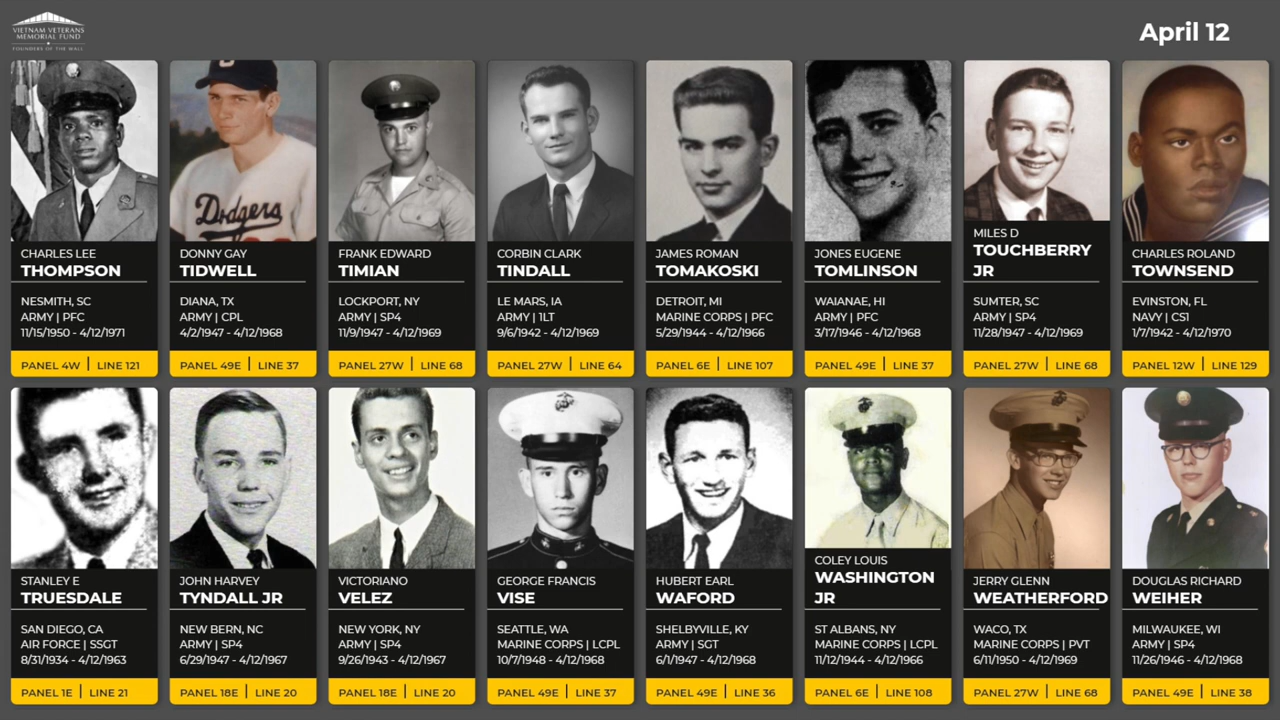 VIETNAM VETERANS
MEMORIAL FUND
FOUNDERS OF THE WALL
April 12
Dodgers
CHARLES LEE
THOMPSON
NESMITH, SC
ARMY | PFC
11/15/1950 - 4/12/1971
PANEL 4W | LINE 121
DONNY GAY
TIDWELL
DIANA, TX
ARMY | CPL
4/2/1947 - 4/12/1968
PANEL 49E | LINE 37
FRANK EDWARD
TIMIAN
LOCKPORT, NY
ARMY | SP4
11/9/1947 - 4/12/1969
PANEL 27W | LINE 68
CORBIN CLARK
TINDALL
LE MARS, IA
ARMY | 1LT
9/6/1942 - 4/12/1969
PANEL 27W | LINE 64
JAMES ROMAN
TOMAKOSKI
DETROIT, MI
MARINE CORPS | PFC
5/29/1944 - 4/12/1966
PANEL 6E | LINE 107
JONES EUGENE
TOMLINSON
WAIANAE, HI
ARMY | PFC
3/17/1946 - 4/12/1968
PANEL 49E | LINE 37
MILES D
TOUCHBERRY
JR
SUMTER, SC
ARMY | SP4
11/28/1947 - 4/12/1969
PANEL 27W | LINE 68
CHARLES ROLAND
TOWNSEND
EVINSTON, FL
NAVY | CS1
1/7/1942 - 4/12/1970
PANEL 12W | LINE 129
STANLEY E
TRUESDALE
SAN DIEGO, CA
AIR FORCE | SSGT
8/31/1934 - 4/12/1963
PANEL 1E | LINE 21
JOHN HARVEY
TYNDALL JR
NEW BERN, NC
ARMY | SP4
6/29/1947 - 4/12/1967
PANEL 18E | LINE 20
VICTORIANO
VELEZ
NEW YORK, NY
ARMY | SP4
9/26/1943 - 4/12/1967
PANEL 18E | LINE 20
GEORGE FRANCIS
VISE
SEATTLE, WA
MARINE CORPS | LCPL
10/7/1948 - 4/12/1968
PANEL 49E | LINE 37
HUBERT EARL
WAFORD
SHELBYVILLE, KY
ARMY | SGT
6/1/1947 - 4/12/1968
PANEL 49E | LINE 36
COLEY LOUIS
WASHINGTON
JR
ST ALBANS, NY
MARINE CORPS | LCPL
11/12/1944 - 4/12/1966
PANEL 6E | LINE 108
JERRY GLENN
WEATHERFORD
WACO, TX
MARINE CORPS | PVT
6/11/1950 - 4/12/1969
PANEL 27W | LINE 68
DOUGLAS RICHARD
WEIHER
MILWAUKEE, WI
ARMY | SP4
11/26/1946 - 4/12/1968
PANEL 49E | LINE 38